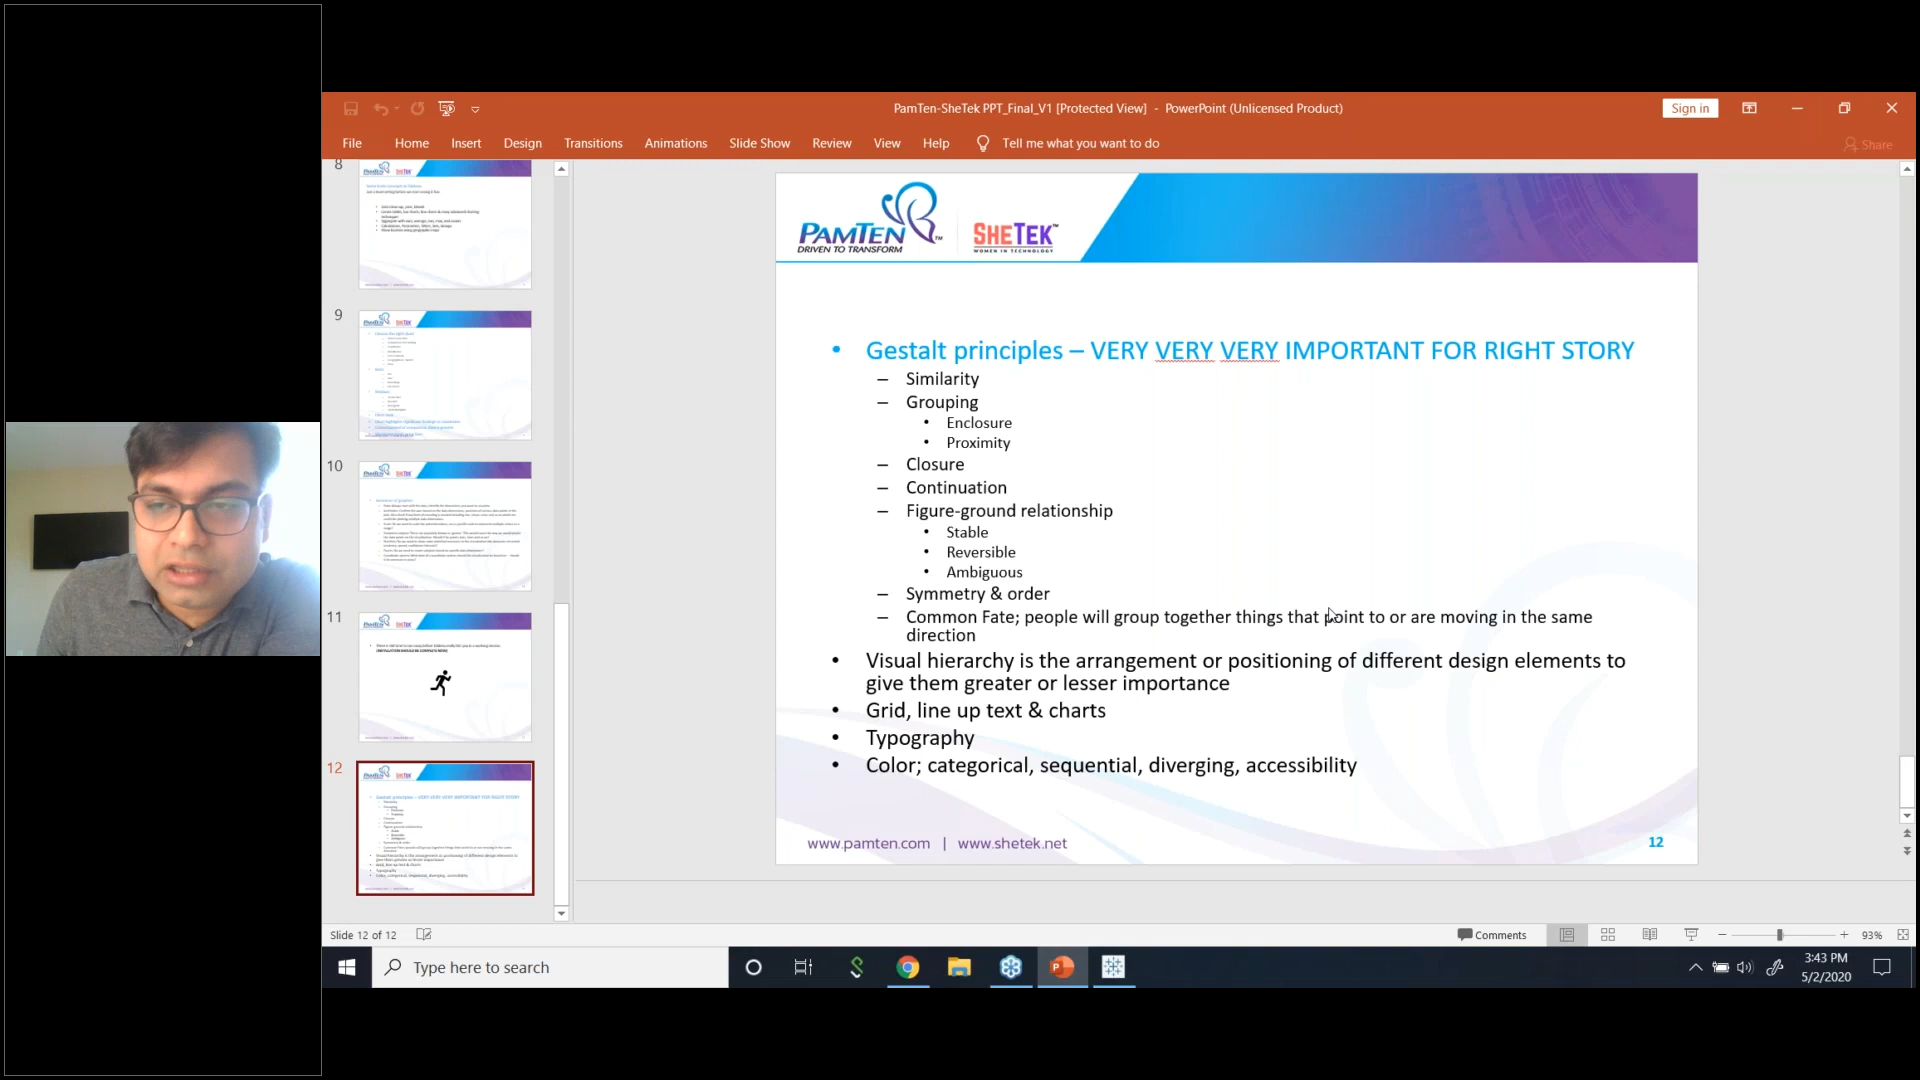 PamTen-SheTek PPT_Final_V1 [Protected View] - PowerPoint (Unlicensed Product)
Sign in
File Home Insert Design Transitions Animations Slide Show Review View Help Tell me what you want to do
Share
8
9
10
11
12
PAMTEN™
DRIVEN TO TRANSFORM
SHETEK™
WOMEN IN TECHNOLOGY
• Gestalt principles – VERY VERY VERY IMPORTANT FOR RIGHT STORY
– Similarity
– Grouping
• Enclosure
• Proximity
– Closure
– Continuation
– Figure-ground relationship
• Stable
• Reversible
• Ambiguous
– Symmetry & order
– Common Fate; people will group together things that point to or are moving in the same
direction
• Visual hierarchy is the arrangement or positioning of different design elements to
give them greater or lesser importance
• Grid, line up text & charts
• Typography
• Color; categorical, sequential, diverging, accessibility
www.pamten.com | www.shetek.net
12
Slide 12 of 12
Comments
93%
Type here to search
3:43 PM
5/2/2020